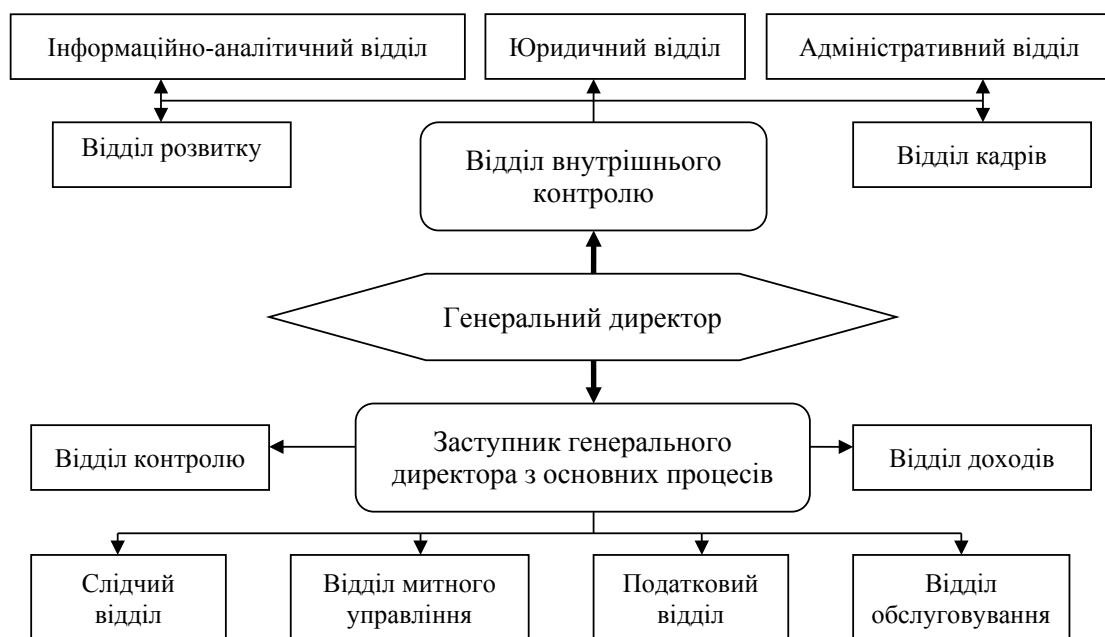 Інформаційно-аналітичний відділ
Юридичний відділ
Адміністративний відділ
Відділ розвитку
Відділ внутрішнього
контролю
Відділ кадрів
Генеральний директор
Відділ контролю
Заступник генерального
директора з основних процесів
Відділ доходів
Слідчий
відділ
Відділ митного
управління
Податковий
відділ
Відділ
обслуговування